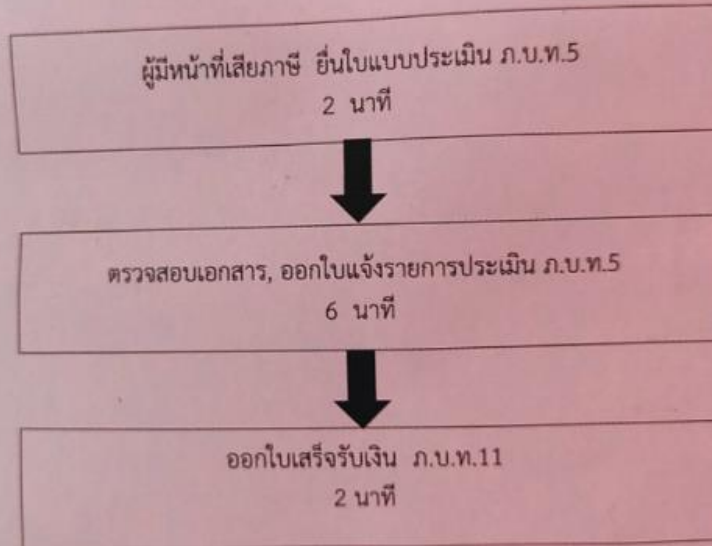 ผู้มีหน้าที่เสียภาษี ยื่นใบแบบประเมิน ภ.บ.ท.5
2 นาที
ตรวจสอบเอกสาร, ออกใบแจ้งรายการประเมิน ภ.บ.ท.5
6 นาที
ออกใบเสร็จรับเงิน ภ.บ.ท.11
2 นาที